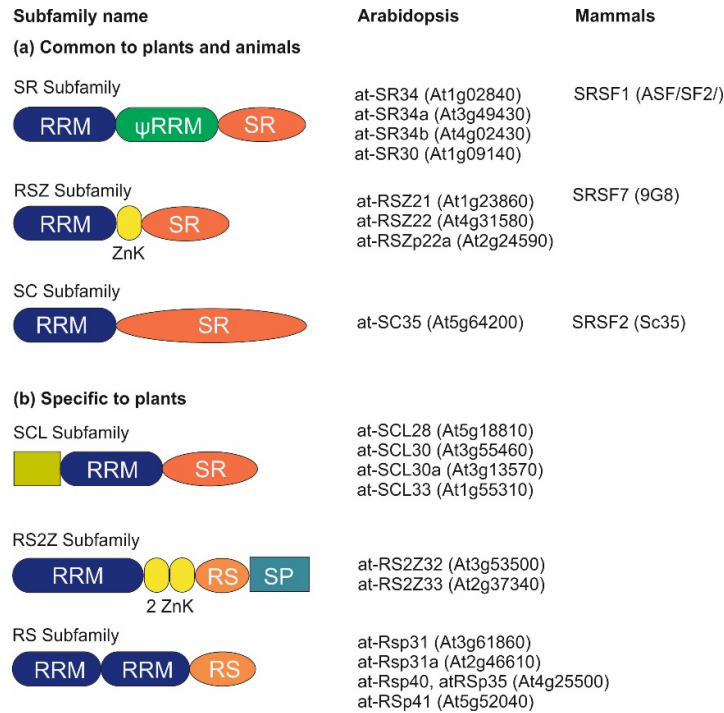 Subfamily name Arabidopsis Mammals
(a) Common to plants and animals
SR Subfamily
RRM ψRRM SR
at-SR34 (At1g02840) SRSF1 (ASF/SF2/)
at-SR34a (At3g49430)
at-SR34b (At4g02430)
at-SR30 (At1g09140)
RSZ Subfamily
RRM SR
ZnK
at-RSZ21 (At1g23860) SRSF7 (9G8)
at-RSZ22 (At4g31580)
at-RSZp22a (At2g24590)
SC Subfamily
RRM SR
at-SC35 (At5g64200) SRSF2 (Sc35)
(b) Specific to plants
SCL Subfamily
RRM SR
at-SCL28 (At5g18810)
at-SCL30 (At3g55460)
at-SCL30a (At3g13570)
at-SCL33 (At1g55310)
RS2Z Subfamily
RRM RS SP
2 ZnK
at-RS2Z32 (At3g53500)
at-RS2Z33 (At2g37340)
RS Subfamily
RRM RRM RS
at-Rsp31 (At3g61860)
at-Rsp31a (At2g46610)
at-Rsp40, atRSp35 (At4g25500)
at-RSp41 (At5g52040)